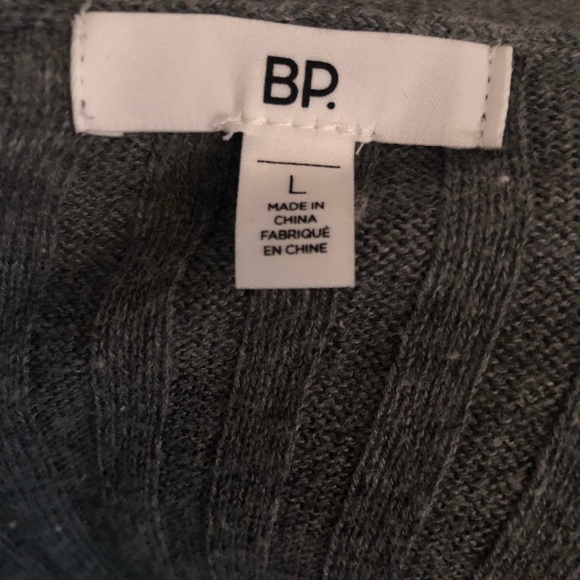 BP.
L
MADE IN
CHINA
FABRIQUÉ
EN CHINE